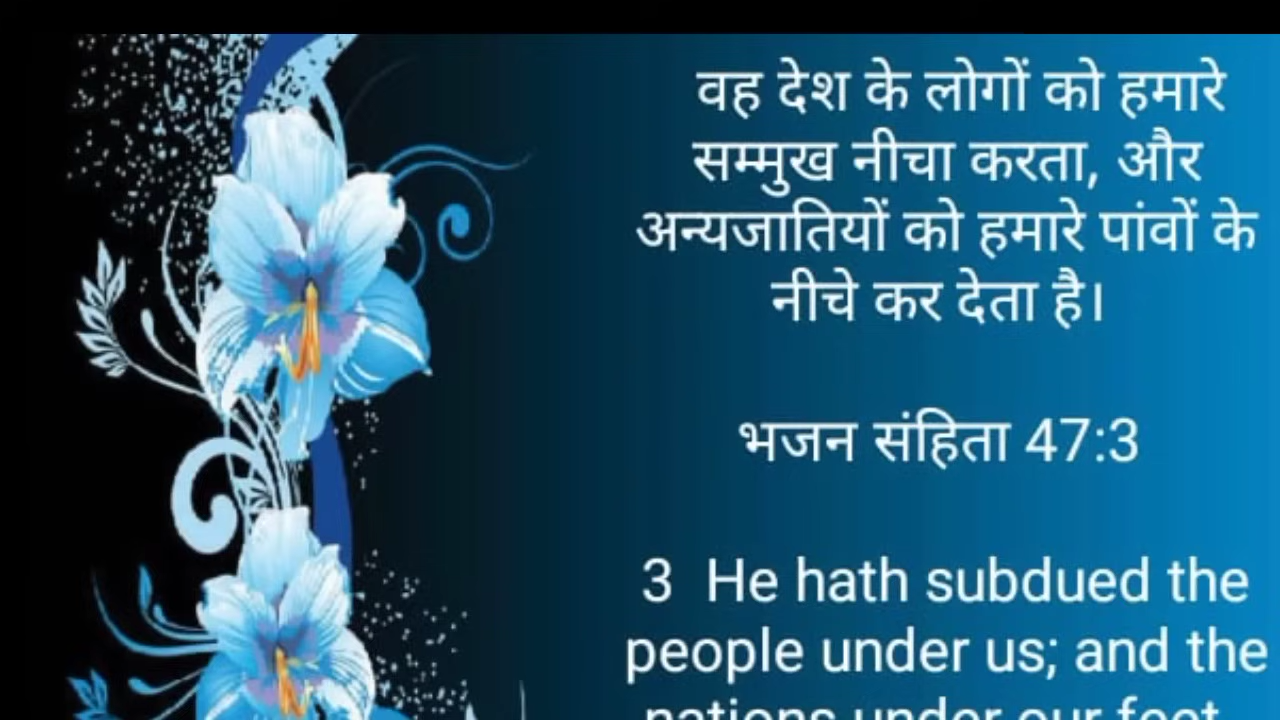 वह देश के लोगों को हमारे
सम्मुख नीचा करता, और
अन्यजातियों को हमारे पांवों के
नीचे कर देता है।
भजन संहिता 47:3
3 He hath subdued the
people under us; and the
nations under our feet